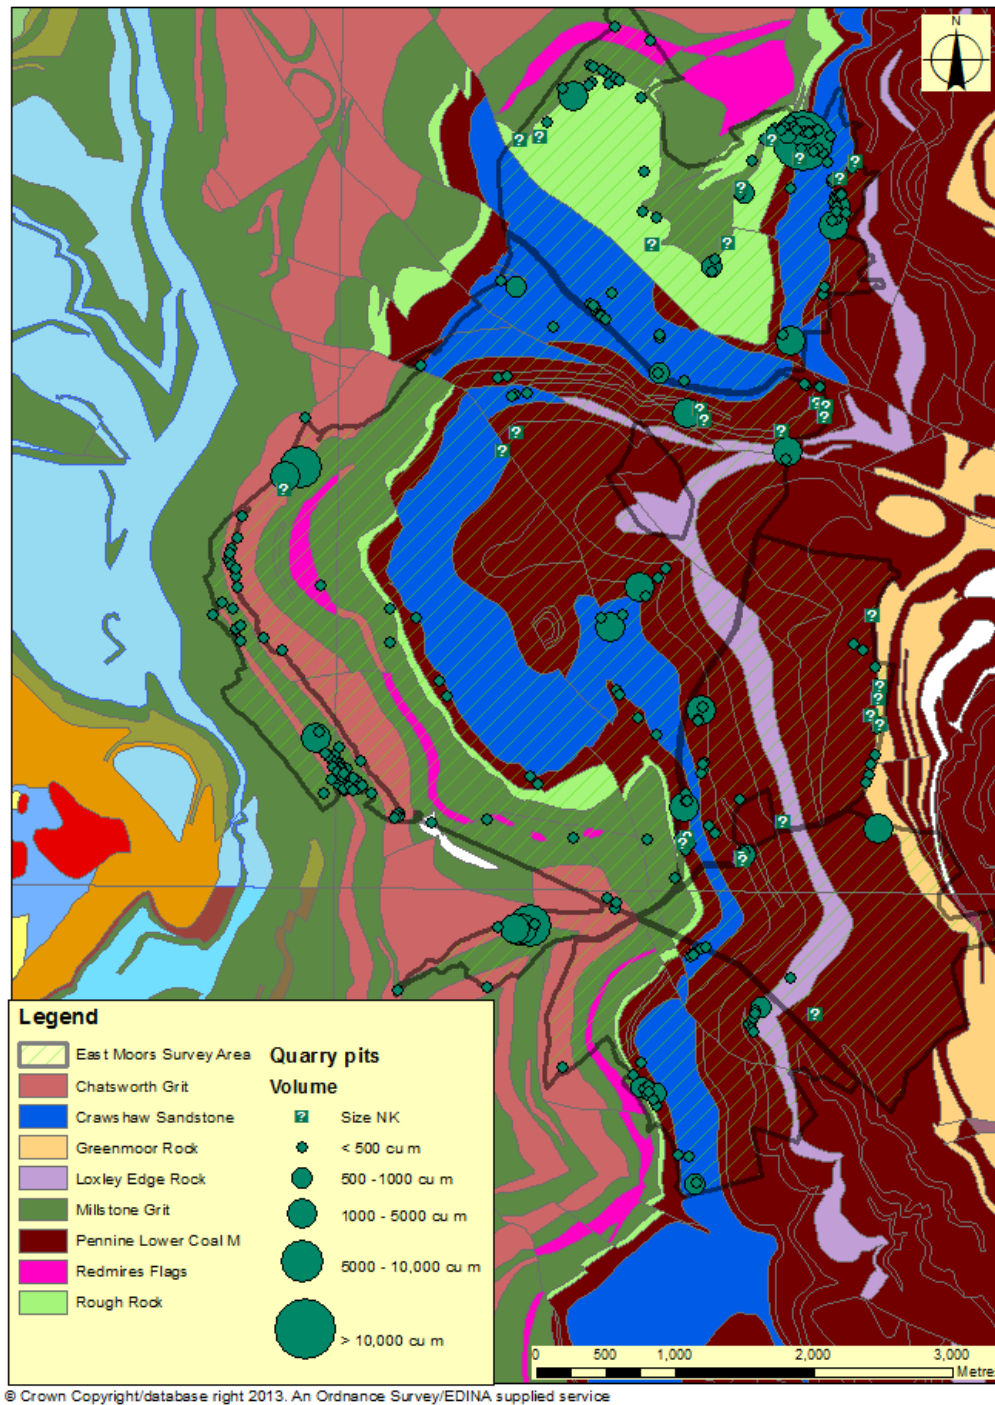 N
Legend
East Moors Survey Area
Chatsworth Grit
Crawshaw Sandstone
Greenmoor Rock
Loxley Edge Rock
Millstone Grit
Pennine Lower Coal M
Redmires Flags
Rough Rock
Quarry pits
Volume
? Size NK
< 500 cu m
500 -1000 cu m
1000 - 5000 cu m
5000 - 10,000 cu m
> 10,000 cu m
0 500 1,000 2,000 3,000
Metre
© Crown Copyright/database right 2013. An Ordnance Survey/EDINA supplied service